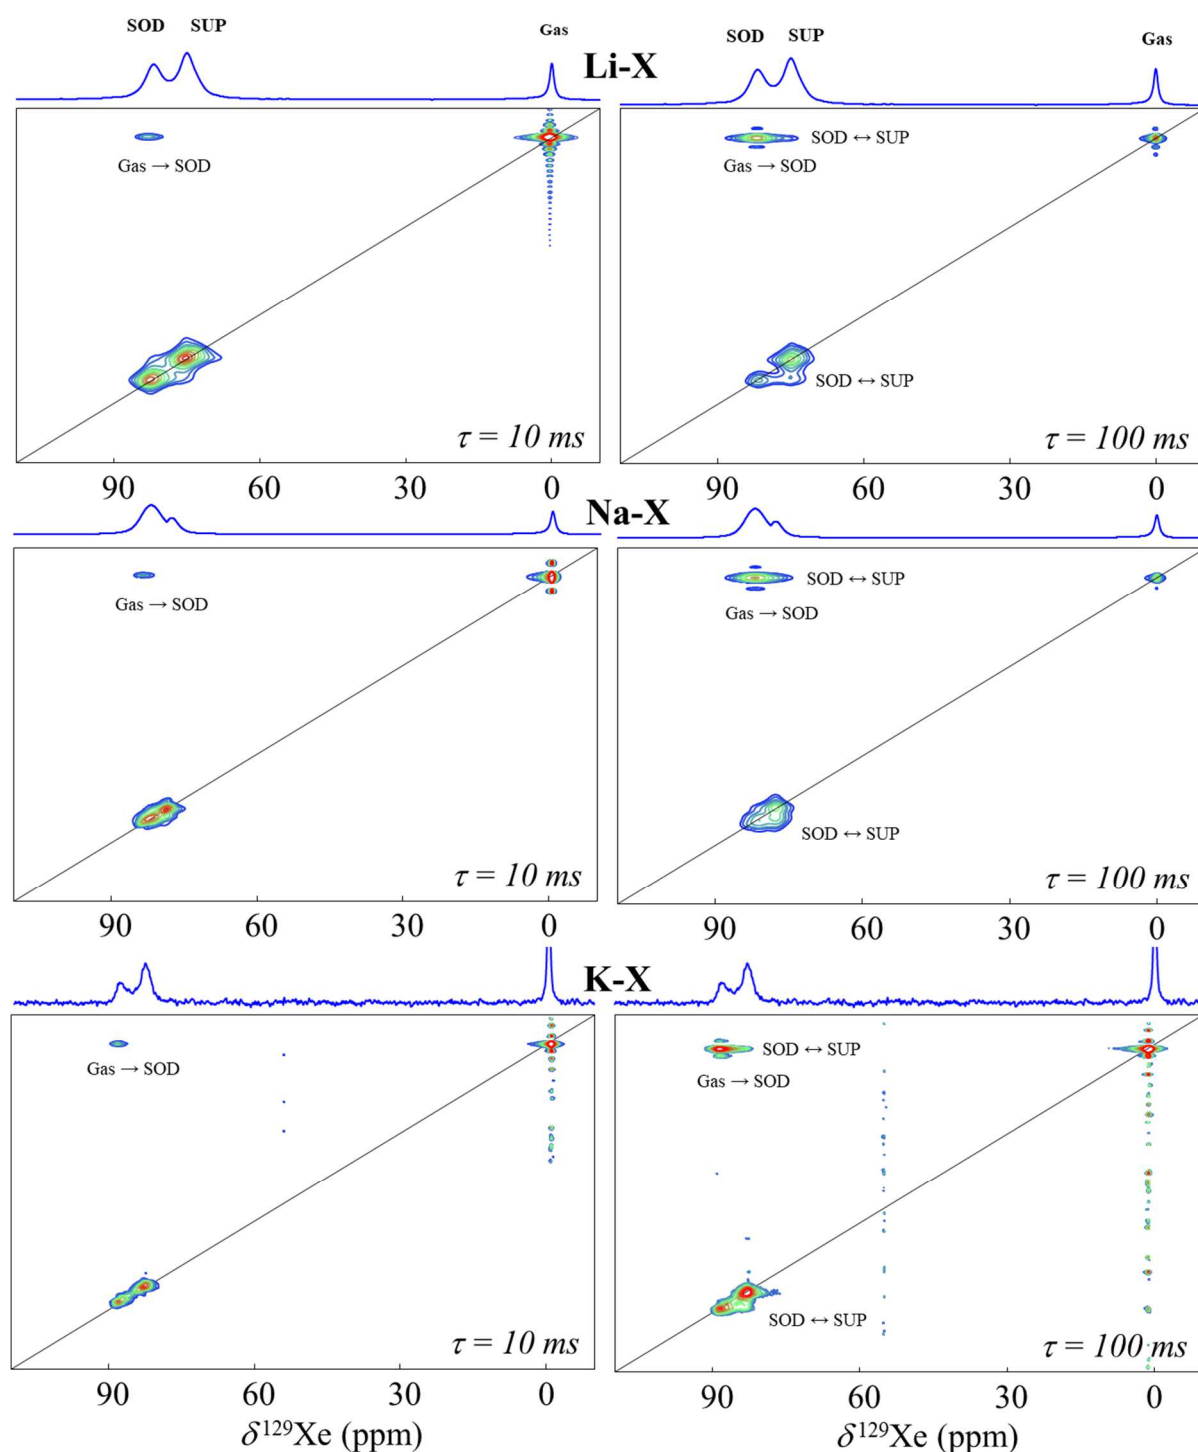 SOD SUP Gas SOD SUP Gas
Li-X
Gas → SOD
SOD ↔ SUP
Gas → SOD
SOD ↔ SUP
τ = 10 ms
τ = 100 ms
90 60 30 0 90 60 30 0
Na-X
Gas → SOD
SOD ↔ SUP
Gas → SOD
SOD ↔ SUP
τ = 10 ms
τ = 100 ms
90 60 30 0 90 60 30 0
K-X
Gas → SOD
SOD ↔ SUP
Gas → SOD
SOD ↔ SUP
τ = 10 ms
τ = 100 ms
90 60 30 0 90 60 30 0
δ¹²⁹Xe (ppm) δ¹²⁹Xe (ppm)